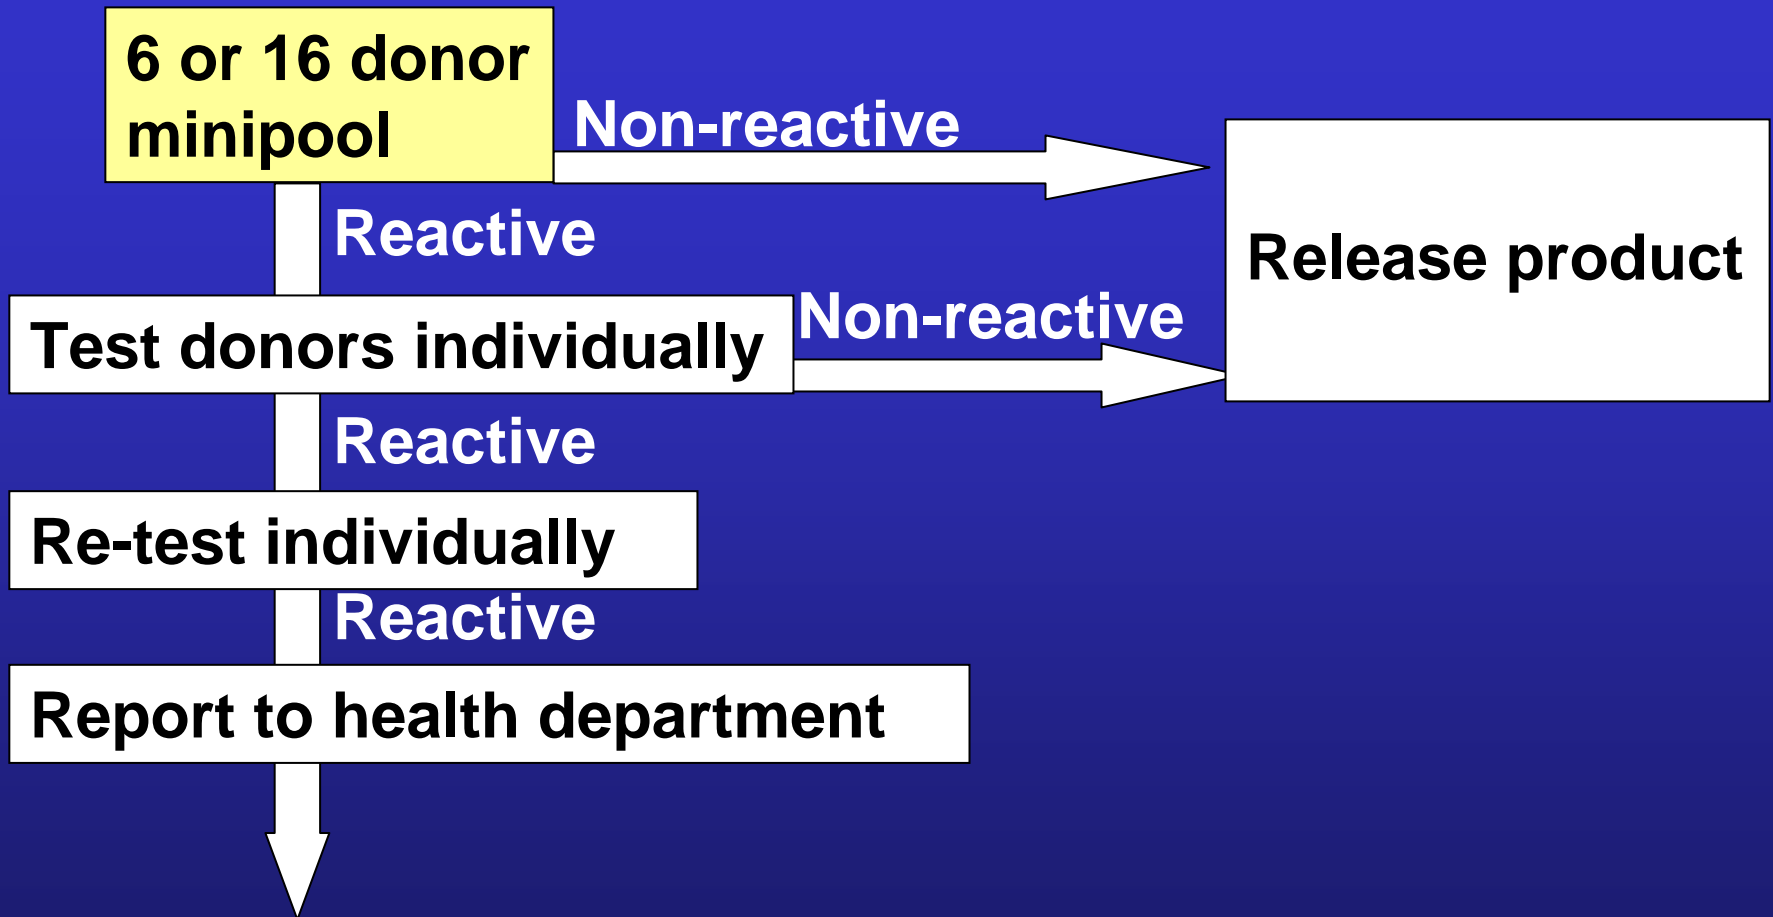 6 or 16 donor
minipool
Non-reactive
Reactive
Release product
Non-reactive
Test donors individually
Reactive
Re-test individually
Reactive
Report to health department